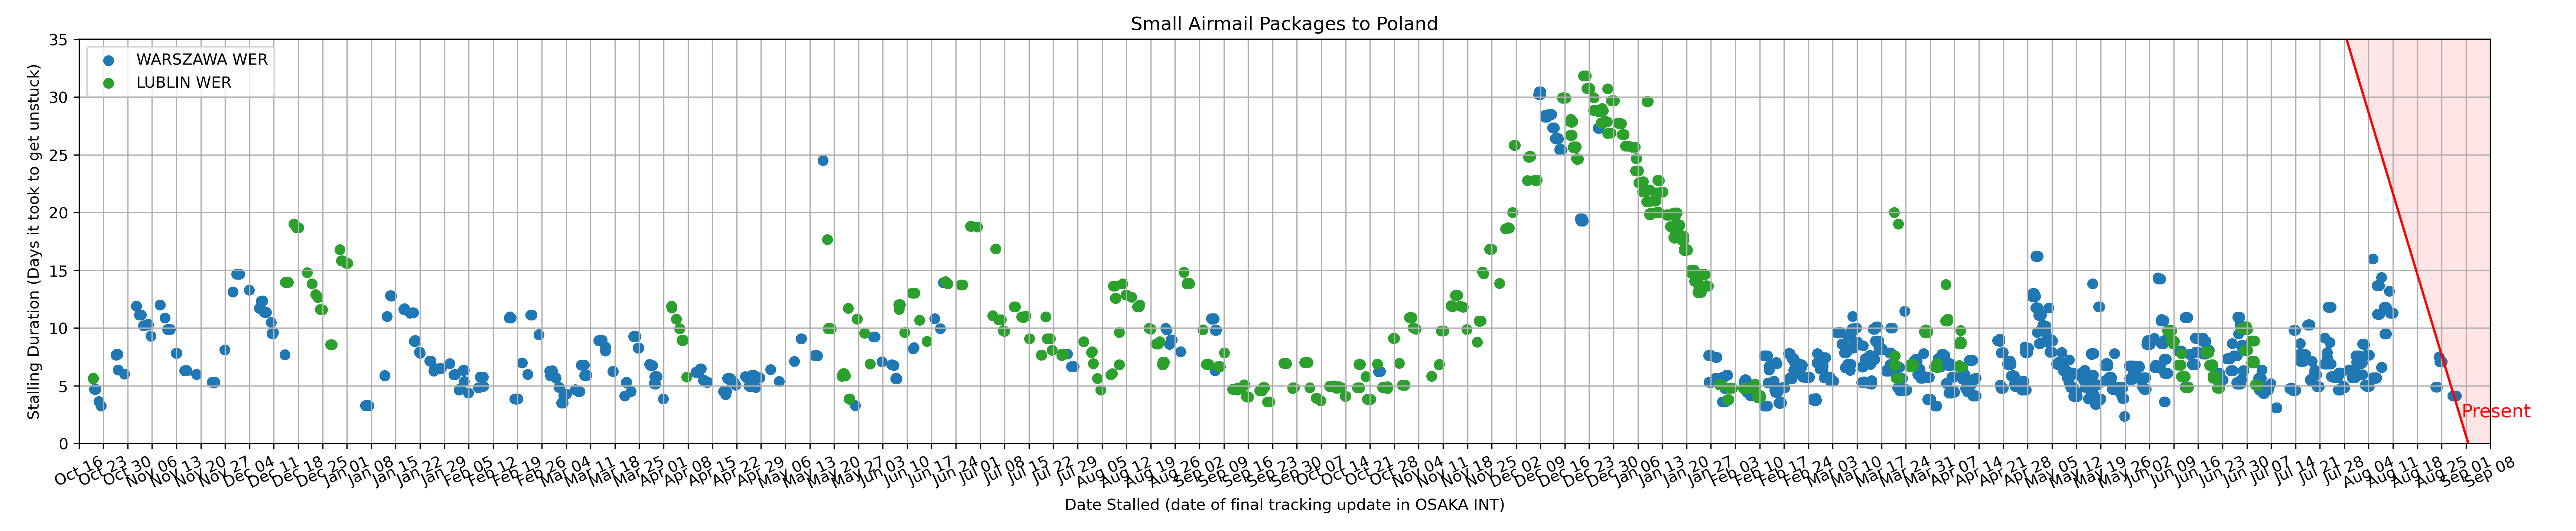 Small Airmail Packages to Poland
WARSZAWA WER
LUBLIN WER
Stalling Duration (Days it took to get unstuck)
35
30
25
20
15
10
5
0
Present
Oct 16
Oct 23
Oct 30
Nov 06
Nov 13
Nov 20
Nov 27
Dec 04
Dec 11
Dec 18
Dec 25
Jan 01
Jan 08
Jan 15
Jan 22
Jan 29
Feb 05
Feb 12
Feb 19
Feb 26
Mar 04
Mar 11
Mar 18
Mar 25
Apr 01
Apr 08
Apr 15
Apr 22
Apr 29
May 06
May 13
May 20
May 27
Jun 03
Jun 10
Jun 17
Jun 24
Jul 01
Jul 08
Jul 15
Jul 22
Jul 29
Aug 05
Aug 12
Aug 19
Aug 26
Sep 02
Sep 09
Sep 16
Sep 23
Sep 30
Oct 07
Oct 14
Oct 21
Oct 28
Nov 04
Nov 11
Nov 18
Nov 25
Dec 02
Dec 09
Dec 16
Dec 23
Dec 30
Jan 06
Jan 13
Jan 20
Jan 27
Feb 03
Feb 10
Feb 17
Feb 24
Mar 03
Mar 10
Mar 17
Mar 24
Mar 31
Apr 07
Apr 14
Apr 21
Apr 28
May 05
May 12
May 19
May 26
Jun 02
Jun 09
Jun 16
Jun 23
Jun 30
Jul 07
Jul 14
Jul 21
Jul 28
Aug 04
Aug 11
Aug 18
Aug 25
Sep 01
Sep 08
Date Stalled (date of final tracking update in OSAKA INT)